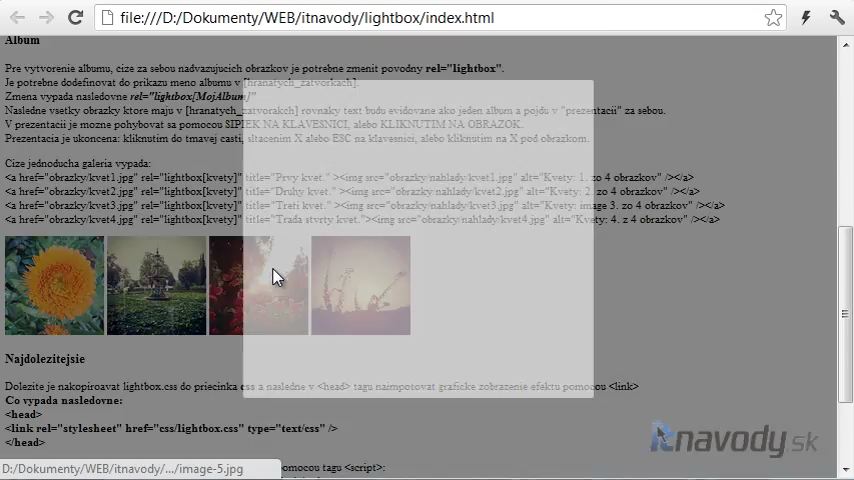 file:///D:/Dokumenty/WEB/itnavody/lightbox/index.html
Album
Pre vytvorenie albumu, cize za sebou nadvazujucich obrazkov je potrebne zmenit povodny rel="lightbox".
Je potrebne dodefinovat do prikazu meno albumu v [hranatych_zatvorkach].
Zmena vypada nasledovne rel="lightbox[MojAlbum]"
Nasledne vsetky obrazky ktore maju v [hranatych_zatvorakch] rovnaky text budu evidovane ako jeden album a pojdu v "prezentacii" za sebou.
V prezentacii je mozne pohybovat sa pomocou SIPIEK NA KLAVESNICI, alebo KLIKNUTIM NA OBRAZOK.
Prezentacia je ukoncena: kliknutim do tmavej casti, stlacenim X alebo ESC na klavesnici, alebo kliknutim na X pod obrazkom.
Cize jednoducha galeria vypada:
<a href="obrazky/kvet1.jpg" rel="lightbox[kvety]" title="Prvy kvet." ><img src="obrazky/nahlady/kvet1.jpg" alt="Kvety: 1. zo 4 obrazkov" /></a>
<a href="obrazky/kvet2.jpg" rel="lightbox[kvety]" title="Druhy kvet." ><img src="obrazky/nahlady/kvet2.jpg" alt="Kvety: 2. zo 4 obrazkov" /></a>
<a href="obrazky/kvet3.jpg" rel="lightbox[kvety]" title="Treti kvet." ><img src="obrazky/nahlady/kvet3.jpg" alt="Kvety: image 3. zo 4 obrazkov" /></a>
<a href="obrazky/kvet4.jpg" rel="lightbox[kvety]" title="Trada stvrty kvet."><img src="obrazky/nahlady/kvet4.jpg" alt="Kvety: 4. z 4 obrazkov" /></a>
Najdolezitejsie
Dolezite je nakopiroavat lightbox.css do priecinka css a nasledne v <head> tagu naimpotovat graficke zobrazenie efektu pomocou <link>
Co vypada nasledovne:
<head>
<link rel="stylesheet" href="css/lightbox.css" type="text/css" />
</head>
itnavody.sk
D:/Dokumenty/WEB/itnavody/.../image-5.jpg
pomocou tagu <script>: